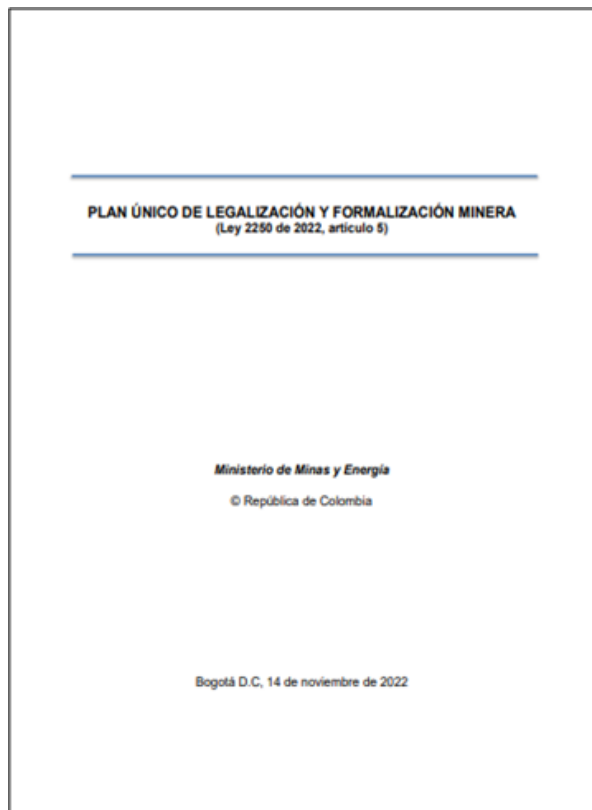 PLAN ÚNICO DE LEGALIZACIÓN Y FORMALIZACIÓN MINERA
(Ley 2250 de 2022, artículo 5)
Ministerio de Minas y Energía
© República de Colombia
Bogotá D.C, 14 de noviembre de 2022